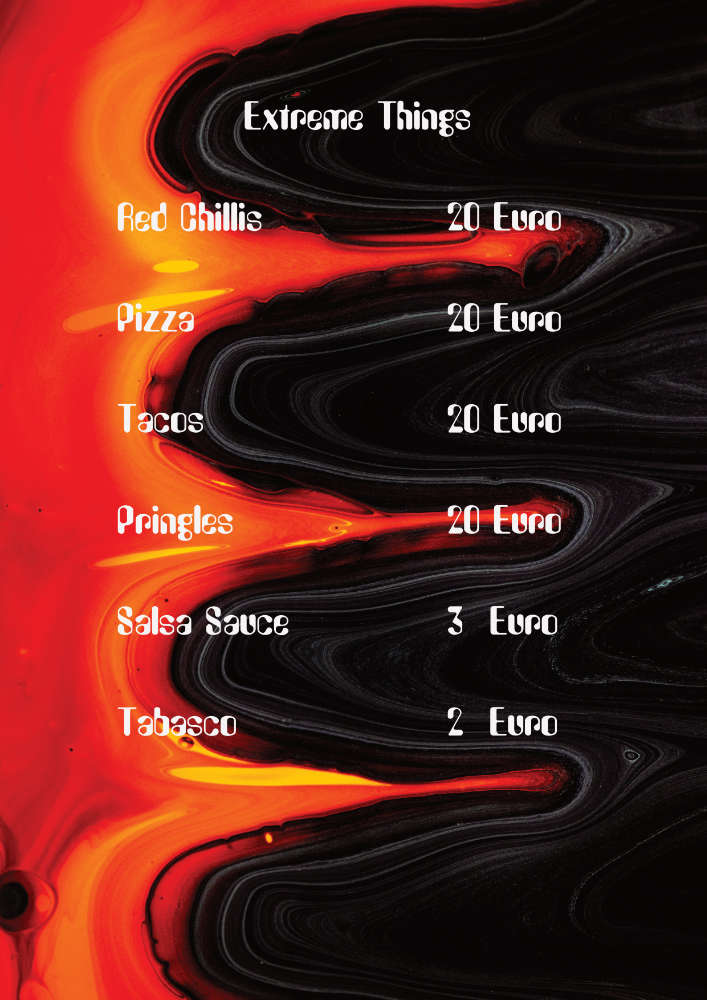 Extreme Things
Red Chillis 20 Euro
Pizza 20 Euro
Tacos 20 Euro
Pringles 20 Euro
Salsa Sauce 3 Euro
Tabasco 2 Euro